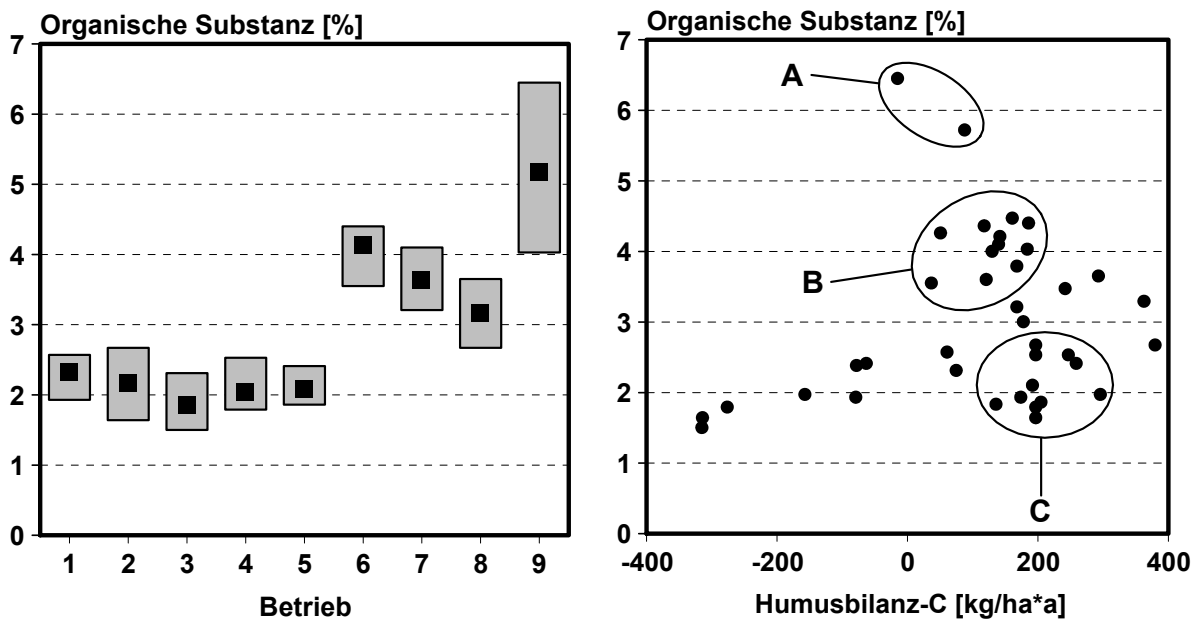 Organische Substanz [%]
7
6
5
4
3
2
1
0
1 2 3 4 5 6 7 8 9
Betrieb
Organische Substanz [%]
7
A
6
5
4
B
3
2
1
C
0
-400 -200 0 200 400
Humusbilanz-C [kg/ha*a]